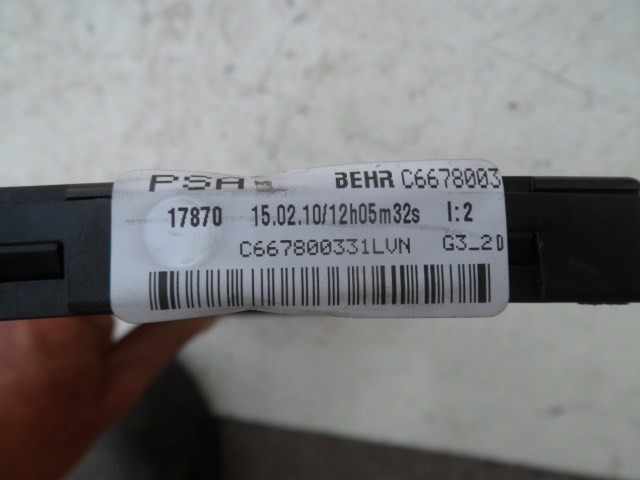 PSA BEHR C6678003
17870 15.02.10/12h05m32s I:2
C667800331LVN G3_2D